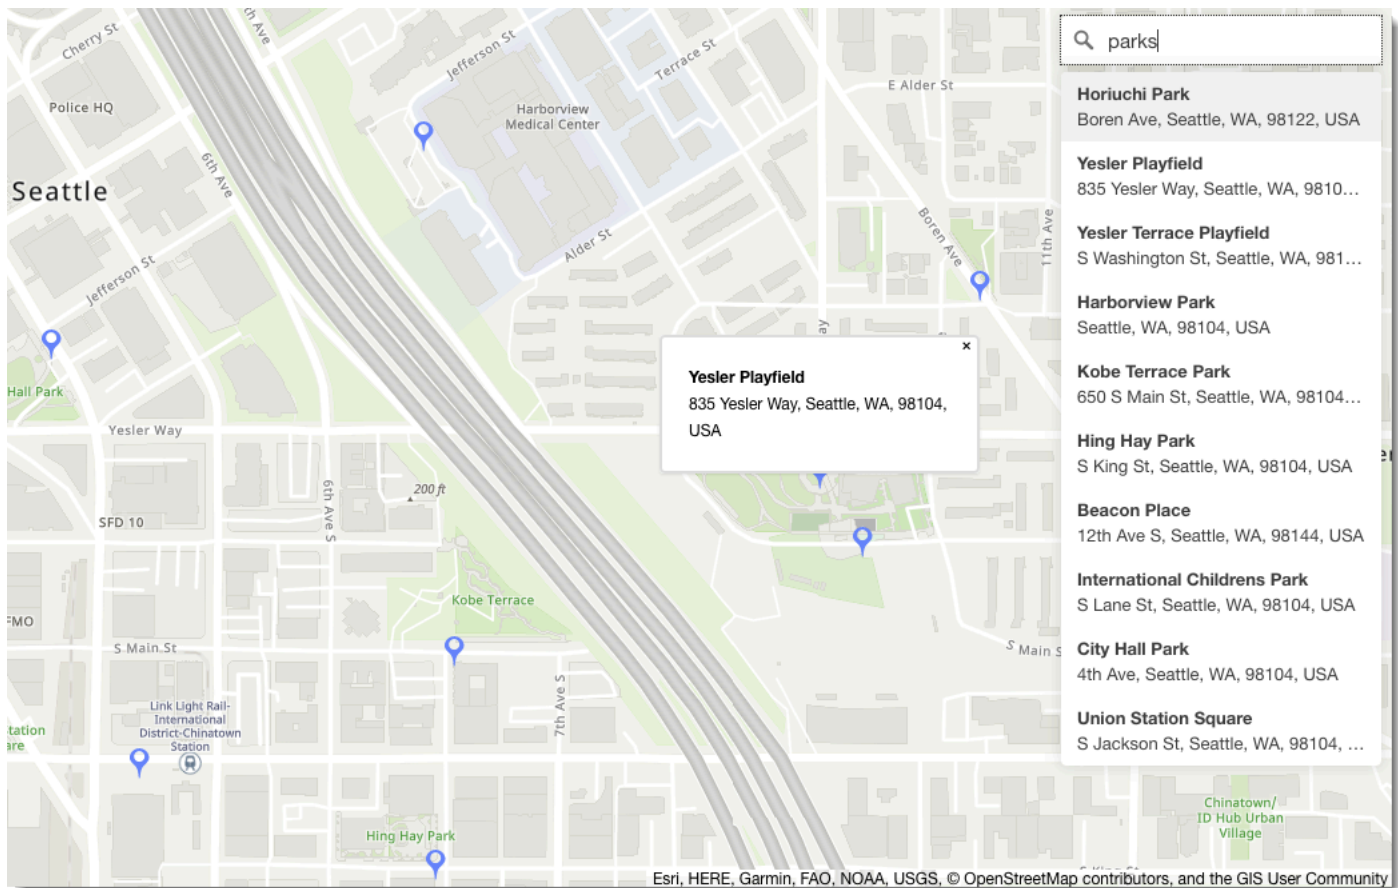 Cherry St
Police HQ
6th Ave
Seattle
Jefferson St
Hall Park
Yesler Way
7th Ave
Jefferson St
Terrace St
Harborview
Medical Center
Alder St
E Alder St
Boren Ave
11th Ave
Yesler Playfield
835 Yesler Way, Seattle, WA, 98104,
USA
×
SFD 10
6th Ave S
200 ft
Kobe Terrace
FMO
S Main St
Link Light Rail-
International
District-Chinatown
Station
7th Ave S
S Main S
Hing Hay Park
Chinatown/
ID Hub Urban
Village
S King St
parks
Horiuchi Park
Boren Ave, Seattle, WA, 98122, USA
Yesler Playfield
835 Yesler Way, Seattle, WA, 9810...
Yesler Terrace Playfield
S Washington St, Seattle, WA, 981...
Harborview Park
Seattle, WA, 98104, USA
Kobe Terrace Park
650 S Main St, Seattle, WA, 98104...
Hing Hay Park
S King St, Seattle, WA, 98104, USA
Beacon Place
12th Ave S, Seattle, WA, 98144, USA
International Childrens Park
S Lane St, Seattle, WA, 98104, USA
City Hall Park
4th Ave, Seattle, WA, 98104, USA
Union Station Square
S Jackson St, Seattle, WA, 98104, ...
Esri, HERE, Garmin, FAO, NOAA, USGS, © OpenStreetMap contributors, and the GIS User Community